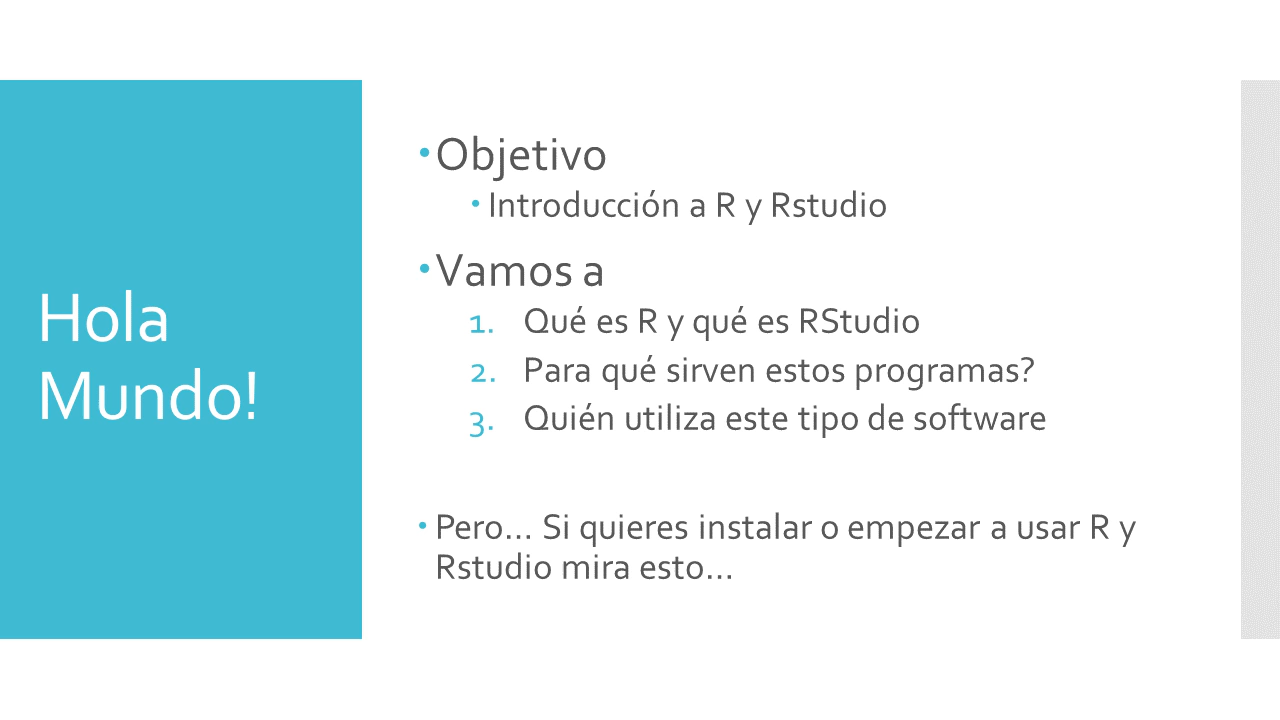 Hola
Mundo!
• Objetivo
• Introducción a R y Rstudio
• Vamos a
1. Qué es R y qué es RStudio
2. Para qué sirven estos programas?
3. Quién utiliza este tipo de software
• Pero... Si quieres instalar o empezar a usar R y
Rstudio mira esto...